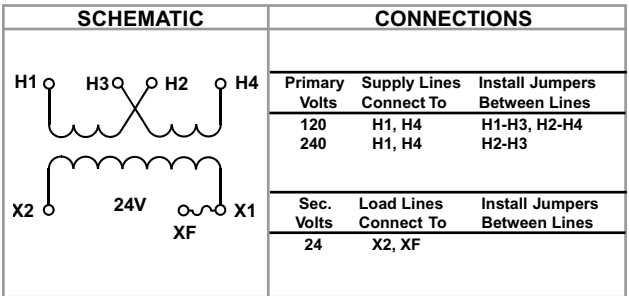 SCHEMATIC
H1 H3 H2 H4
X2 24V X1
XF
CONNECTIONS
Primary Supply Lines Install Jumpers
Volts Connect To Between Lines
120 H1, H4 H1-H3, H2-H4
240 H1, H4 H2-H3
Sec. Load Lines Install Jumpers
Volts Connect To Between Lines
24 X2, XF